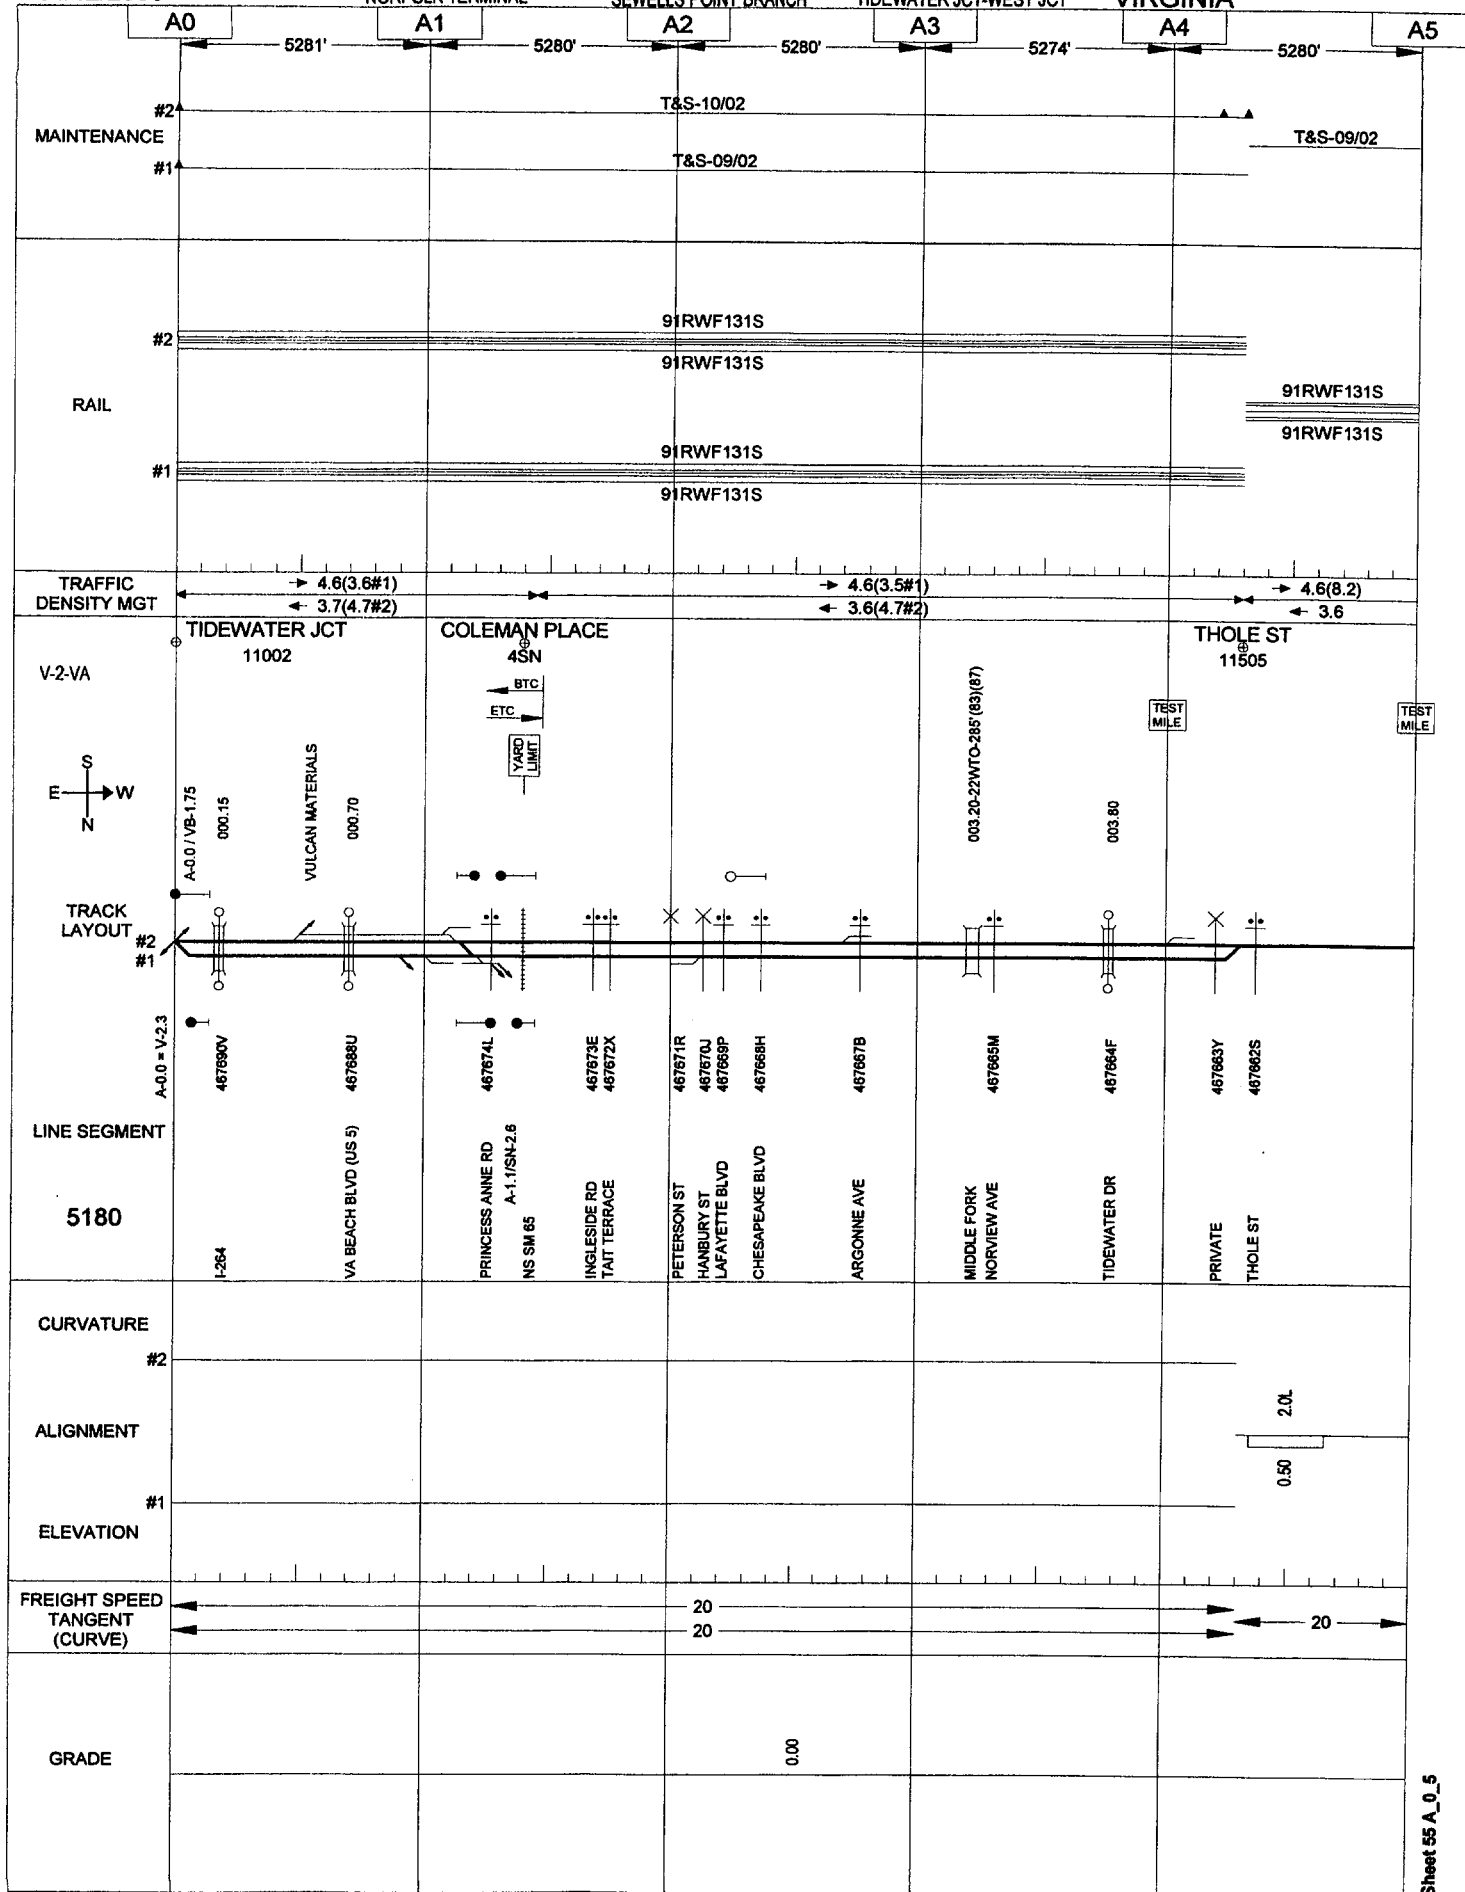 NORFOLK TERMINAL SEWELLS POINT BRANCH TIDEWATER JCT-WEST JCT VIRGINIA
A0 A1 A2 A3 A4 A5
5281' 5280' 5280' 5274' 5280'
MAINTENANCE
#2 T&S-10/02
T&S-09/02
#1 T&S-09/02
RAIL
91RWF131S
#2
91RWF131S
91RWF131S
91RWF131S
91RWF131S
#1
91RWF131S
TRAFFIC
DENSITY MGT
4.6(3.6#1) 4.6(3.5#1) 4.6(8.2)
3.7(4.7#2) 3.6(4.7#2) 3.6
TIDEWATER JCT COLEMAN PLACE THOLE ST
11002 4SN 11505
V-2-VA
BTC
ETC
YARD
LIMIT
TEST
MILE
TEST
MILE
S
E W
N
A-0.0 / VB-1.75
000.15
VULCAN MATERIALS
000.70
003.20-22WTO-285'(83)(87)
003.80
TRACK
LAYOUT
#2
#1
A-0.0 = V-2.3
467690V
467688U
467674L
467673E
467672X
467671R
467670J
467669P
467668H
467667B
467665M
467664F
467663Y
467662S
LINE SEGMENT
5180
I-264
VA BEACH BLVD (US 5)
PRINCESS ANNE RD
A-1.1/SN-2.6
NS SM 65
INGLESIDE RD
TAIT TERRACE
PETERSON ST
HANBURY ST
LAFAYETTE BLVD
CHESAPEAKE BLVD
ARGONNE AVE
MIDDLE FORK
NORVIEW AVE
TIDEWATER DR
PRIVATE
THOLE ST
CURVATURE
#2
ALIGNMENT
2.0L
0.50
#1
ELEVATION
FREIGHT SPEED
TANGENT
(CURVE)
20
20
20
GRADE
0.00
Sheet 55 A_0_5